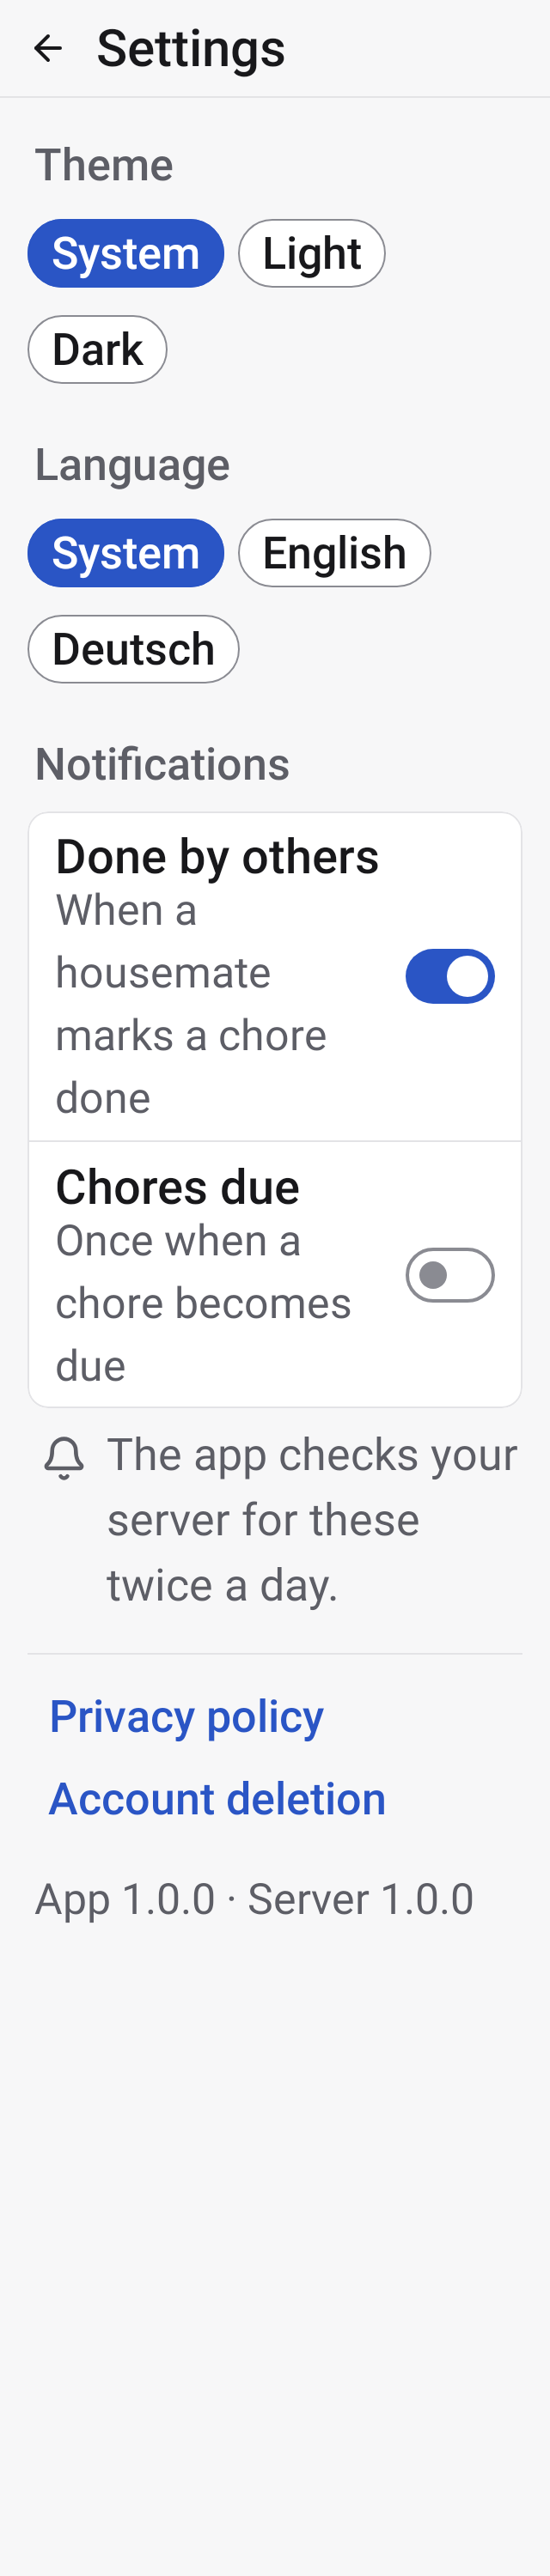 Settings
Theme
System Light
Dark
Language
System English
Deutsch
Notifications
Done by others
When a
housemate
marks a chore
done
Chores due
Once when a
chore becomes
due
The app checks your
server for these
twice a day.
Privacy policy
Account deletion
App 1.0.0 · Server 1.0.0